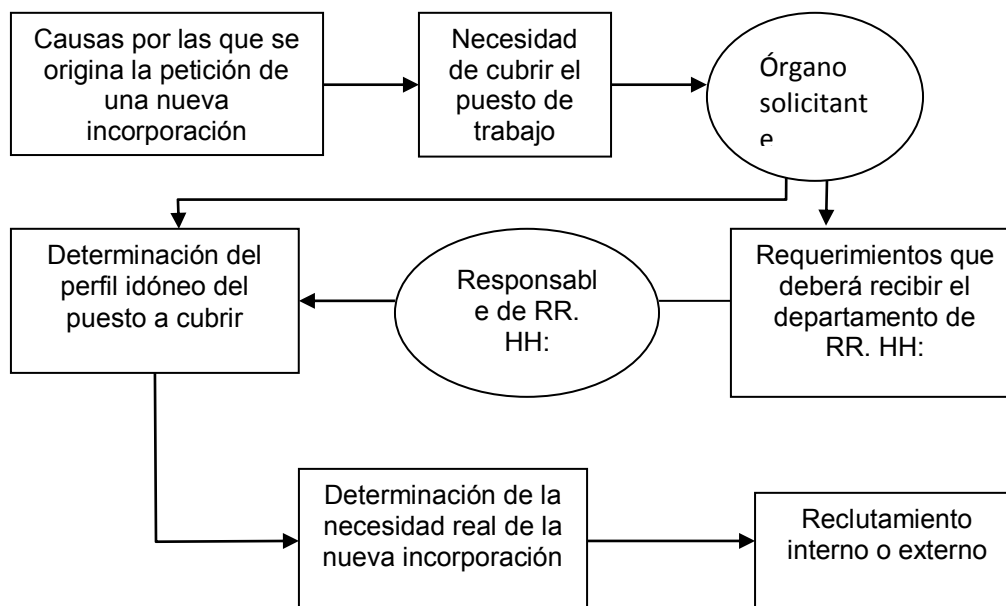 Causas por las que se
origina la petición de
una nueva
incorporación
Necesidad
de cubrir el
puesto de
trabajo
Órgano
solicitant
e
Determinación del
perfil idóneo del
puesto a cubrir
Responsabl
e de RR.
HH:
Requerimientos que
deberá recibir el
departamento de
RR. HH:
Determinación de la
necesidad real de la
nueva incorporación
Reclutamiento
interno o externo